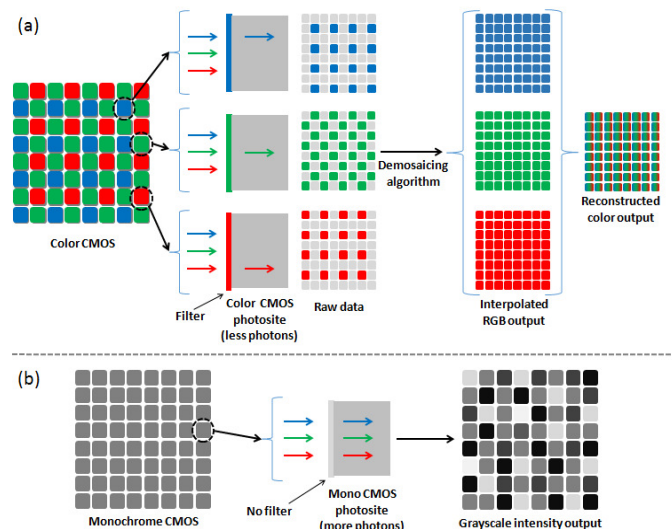 (a)
Color CMOS
Filter
Color CMOS
photosite
(less photons)
Raw data
Demosaicing
algorithm
Interpolated
RGB output
Reconstructed
color output
(b)
Monochrome CMOS
No filter
Mono CMOS
photosite
(more photons)
Grayscale intensity output